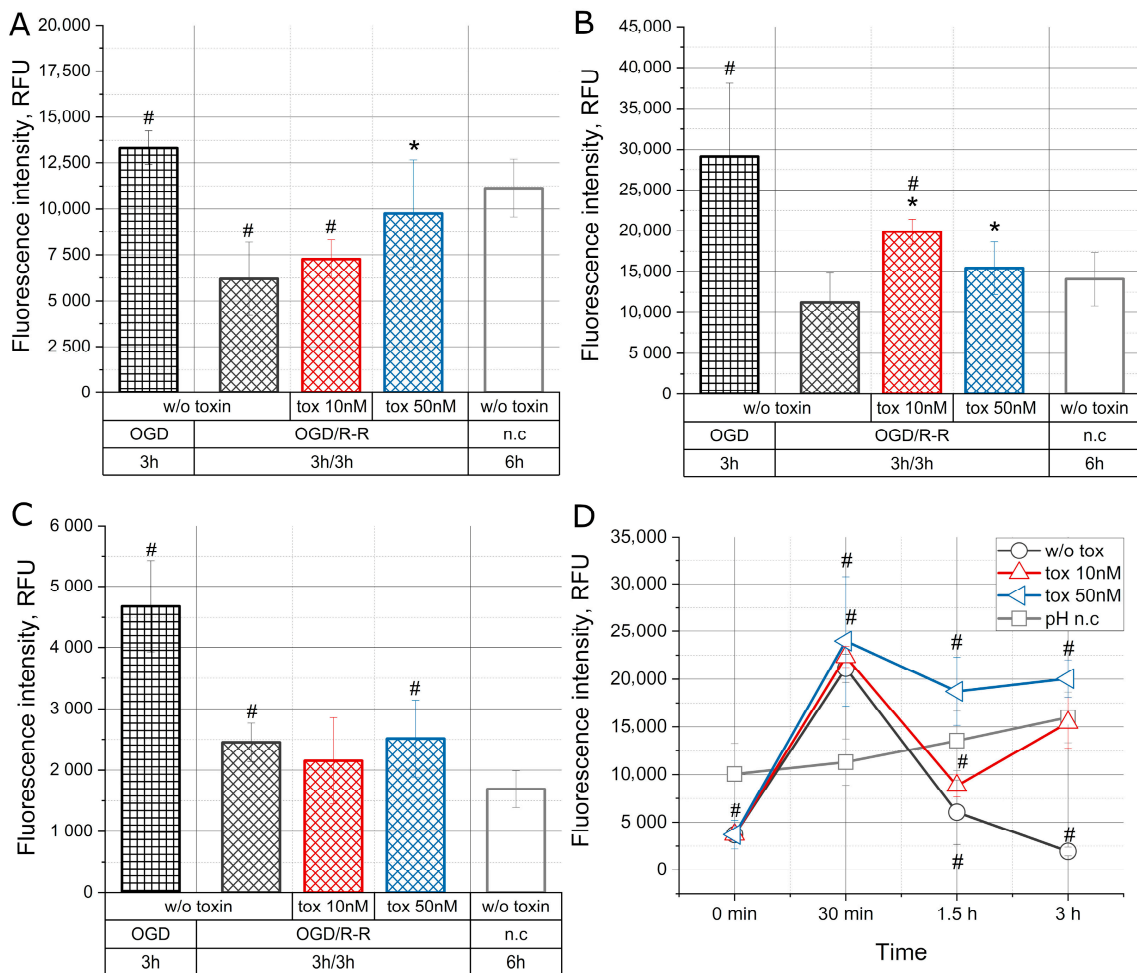 A
Fluorescence intensity, RFU
20,000
17,500
15,000
12,500
10,000
7,500
5,000
2 500
0
#
#
#
*
w/o toxin
tox 10nM
tox 50nM
w/o toxin
OGD
OGD/R-R
n.c
3h
3h/3h
6h
B
Fluorescence intensity, RFU
45,000
40,000
35,000
30,000
25,000
20,000
15,000
10,000
5 000
0
#
#
*
*
w/o toxin
tox 10nM
tox 50nM
w/o toxin
OGD
OGD/R-R
n.c
3h
3h/3h
6h
C
Fluorescence intensity, RFU
6 000
5 000
4 000
3 000
2 000
1 000
0
#
#
#
w/o toxin
tox 10nM
tox 50nM
w/o toxin
OGD
OGD/R-R
n.c
3h
3h/3h
6h
D
Fluorescence intensity, RFU
35,000
30,000
25,000
20,000
15,000
10,000
5 000
0
w/o tox
tox 10nM
tox 50nM
pH n.c
#
#
#
#
#
#
#
#
0 min
30 min
1.5 h
3 h
Time